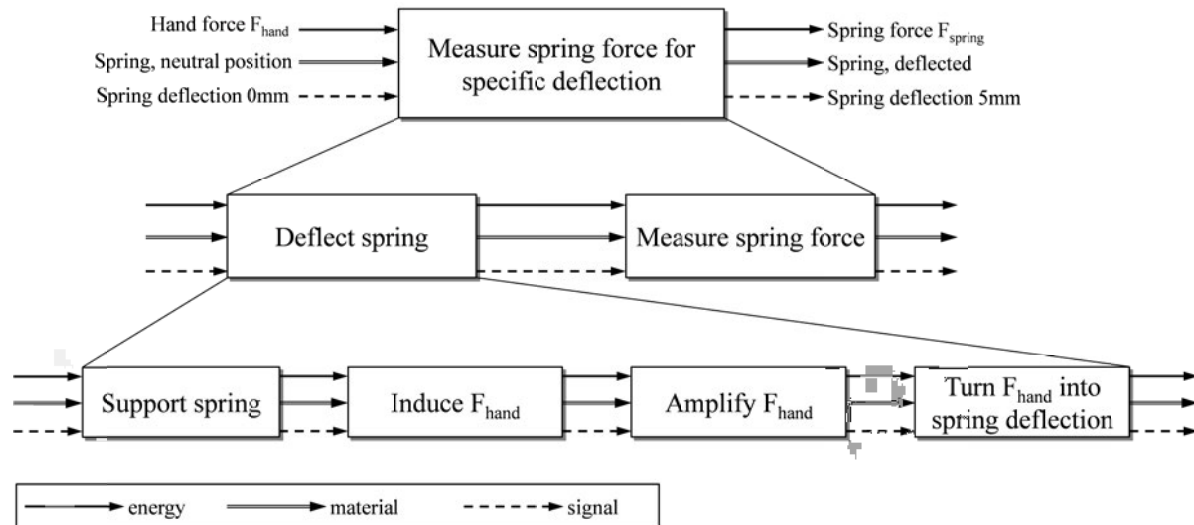 Hand force F_hand
Spring, neutral position
Spring deflection 0mm
Measure spring force for
specific deflection
Spring force F_spring
Spring, deflected
Spring deflection 5mm
Deflect spring
Measure spring force
Support spring
Induce F_hand
Amplify F_hand
Turn F_hand into
spring deflection
energy
material
signal